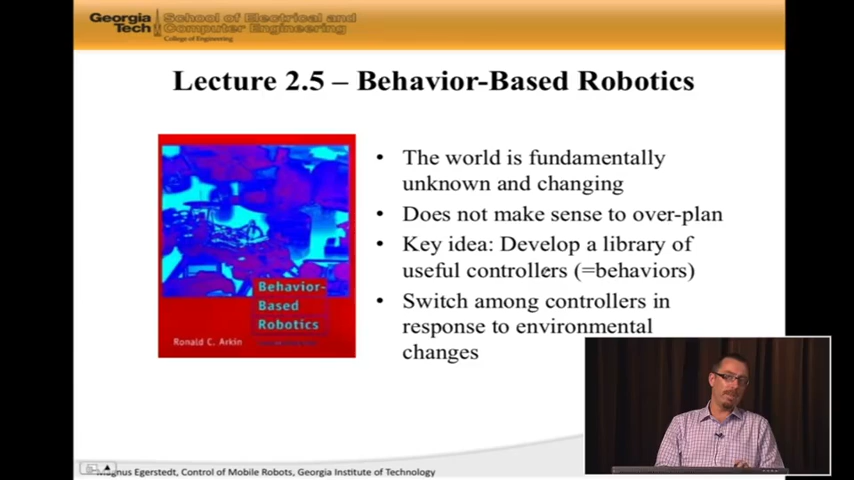 Georgia Tech
School of Electrical and
Computer Engineering
College of Engineering
Lecture 2.5 – Behavior-Based Robotics
• The world is fundamentally
unknown and changing
• Does not make sense to over-plan
• Key idea: Develop a library of
useful controllers (=behaviors)
• Switch among controllers in
response to environmental
changes
Behavior-
Based
Robotics
Ronald C. Arkin
Magnus Egerstedt, Control of Mobile Robots, Georgia Institute of Technology